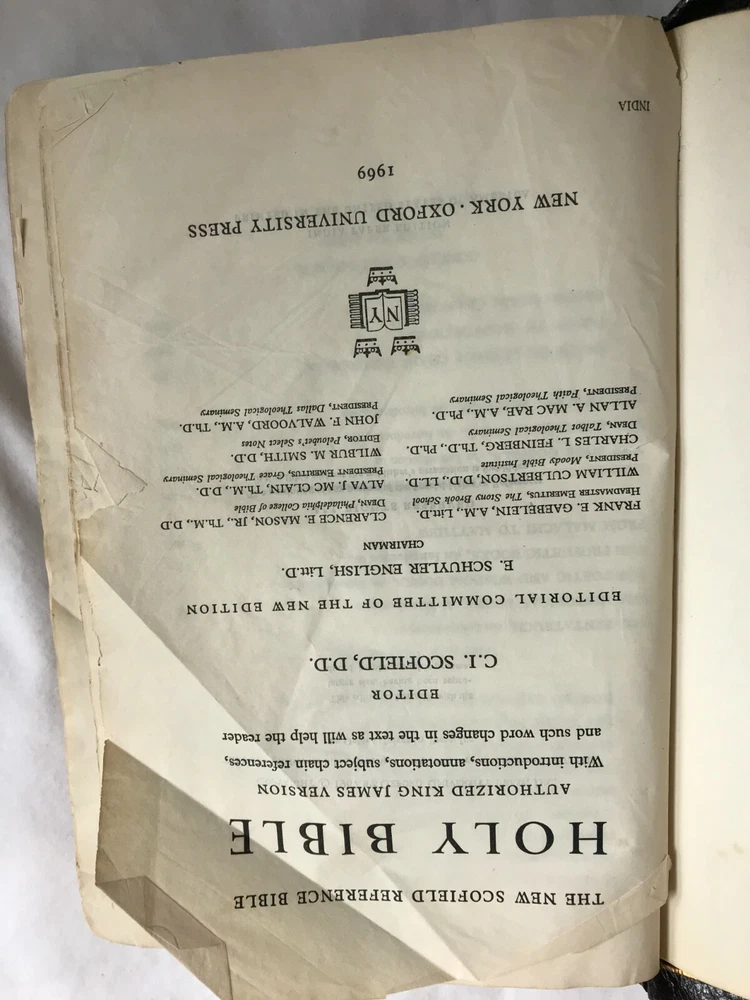 THE NEW SCOFIELD REFERENCE BIBLE
HOLY BIBLE
AUTHORIZED KING JAMES VERSION
With introductions, annotations, subject chain references,
and such word changes in the text as will help the reader
EDITOR
C.I. SCOFIELD, D.D.
EDITORIAL COMMITTEE OF THE NEW EDITION
E. SCHUYLER ENGLISH, Litt.D.
CHAIRMAN
FRANK E. GAEBELEIN, A.M., Litt.D.
HEADMASTER EMERITUS, The Stony Brook School
WILLIAM CULBERTSON, D.D., LL.D.
PRESIDENT, Moody Bible Institute
CHARLES L. FEINBERG, Th.D., Ph.D.
DEAN, Talbot Theological Seminary
ALLAN A. MAC RAE, A.M., Ph.D.
PRESIDENT, Faith Theological Seminary
CLARENCE E. MASON, JR., Th.M., D.D
DEAN, Philadelphia College of Bible
ALVA J. MC CLAIN, Th.M., D.D.
PRESIDENT EMERITUS, Grace Theological Seminary
WILBUR M. SMITH, D.D.
EDITOR, Peloubet's Select Notes
JOHN F. WALVOORD, A.M., Th.D.
PRESIDENT, Dallas Theological Seminary
NY
NEW YORK · OXFORD UNIVERSITY PRESS
1969
INDIA